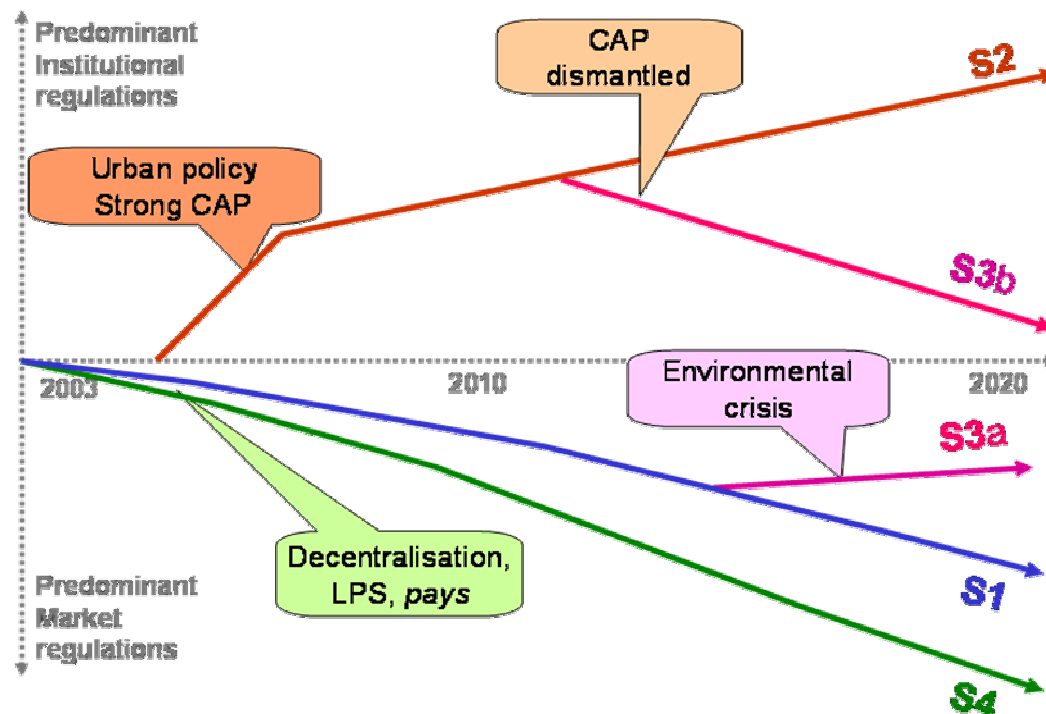 Predominant
Institutional
regulations
CAP
dismantled
S2
Urban policy
Strong CAP
S3b
2003
2010
2020
Environmental
crisis
S3a
Decentralisation,
LPS, pays
S1
Predominant
Market
regulations
S4